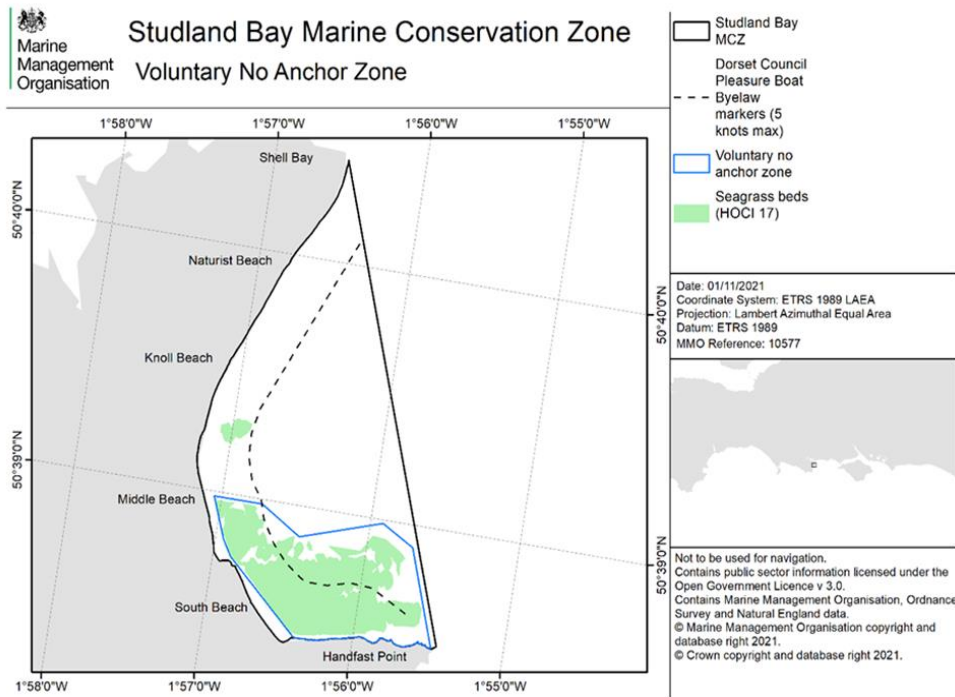 Marine
Management
Organisation
Studland Bay Marine Conservation Zone
Voluntary No Anchor Zone
Studland Bay
MCZ
Dorset Council
Pleasure Boat
Byelaw
markers (5
knots max)
Voluntary no
anchor zone
Seagrass beds
(HOCI 17)
1°58'0"W
1°57'0"W
1°56'0"W
1°55'0"W
Shell Bay
50°40'0"N
Naturist Beach
50°40'0"N
Knoll Beach
50°39'0"N
Middle Beach
50°39'0"N
South Beach
Handfast Point
1°58'0"W
1°57'0"W
1°56'0"W
1°55'0"W
Date: 01/11/2021
Coordinate System: ETRS 1989 LAEA
Projection: Lambert Azimuthal Equal Area
Datum: ETRS 1989
MMO Reference: 10577
Not to be used for navigation.
Contains public sector information licensed under the
Open Government Licence v 3.0.
Contains Marine Management Organisation, Ordnance
Survey and Natural England data.
© Marine Management Organisation copyright and
database right 2021.
© Crown copyright and database right 2021.